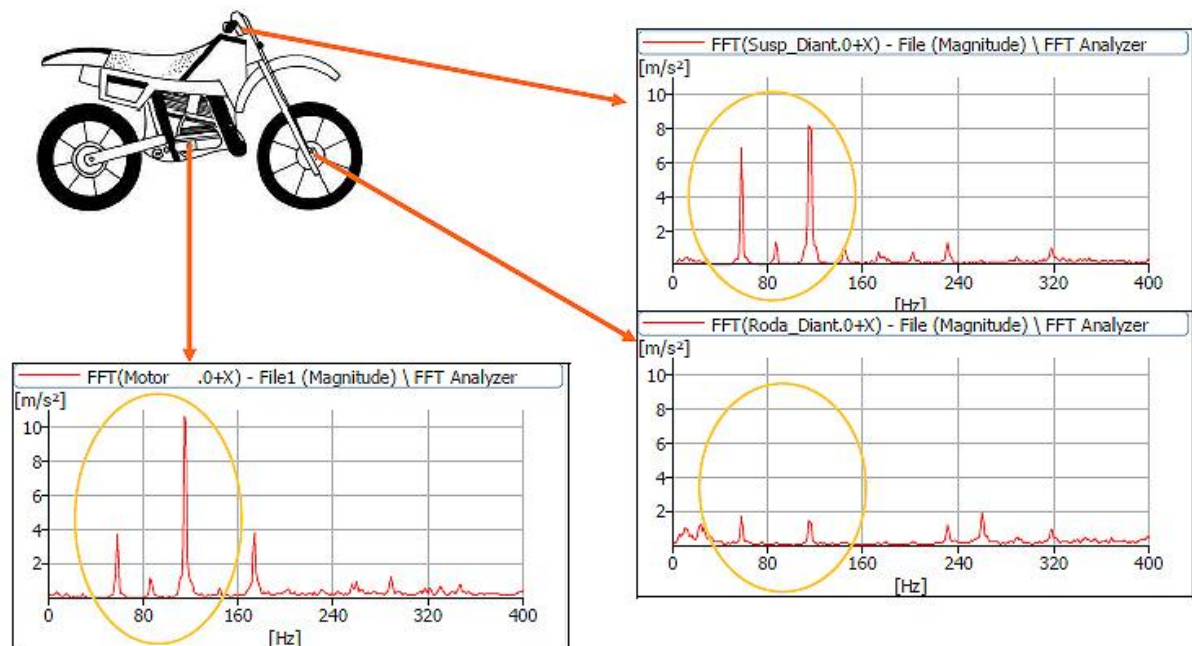 FFT(Susp_Diant.0+X) - File (Magnitude) \ FFT Analyzer
[m/s²]
10
8
6
4
2
0 80 160 240 320 400
[Hz]
FFT(Roda_Diant.0+X) - File (Magnitude) \ FFT Analyzer
[m/s²]
10
8
6
4
2
0 80 160 240 320 400
[Hz]
FFT(Motor .0+X) - File1 (Magnitude) \ FFT Analyzer
[m/s²]
10
8
6
4
2
0 80 160 240 320 400
[Hz]